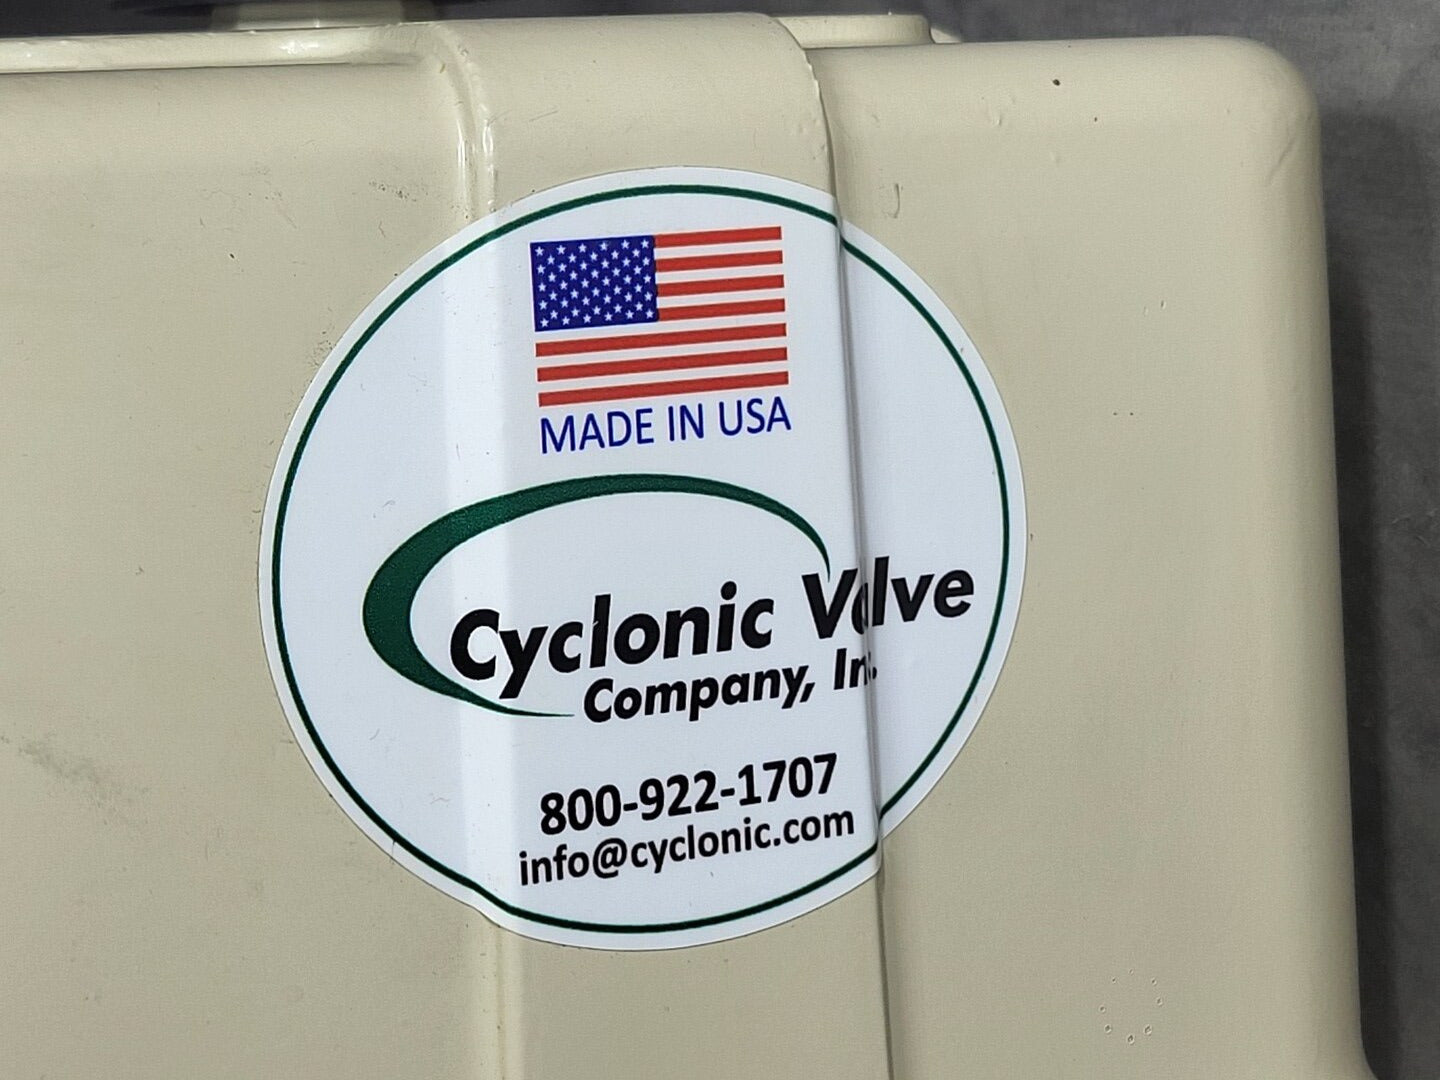 MADE IN USA
Cyclonic Valve
Company, Inc.
800-922-1707
info@cyclonic.com